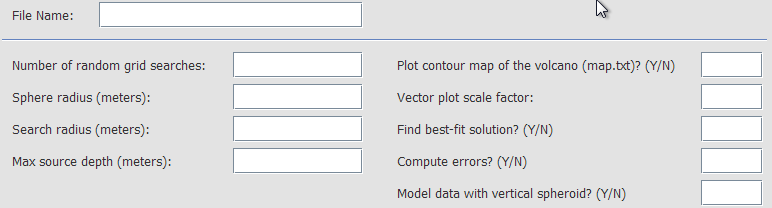 File Name:
Number of random grid searches:
Plot contour map of the volcano (map.txt)? (Y/N)
Sphere radius (meters):
Vector plot scale factor:
Search radius (meters):
Find best-fit solution? (Y/N)
Max source depth (meters):
Compute errors? (Y/N)
Model data with vertical spheroid? (Y/N)